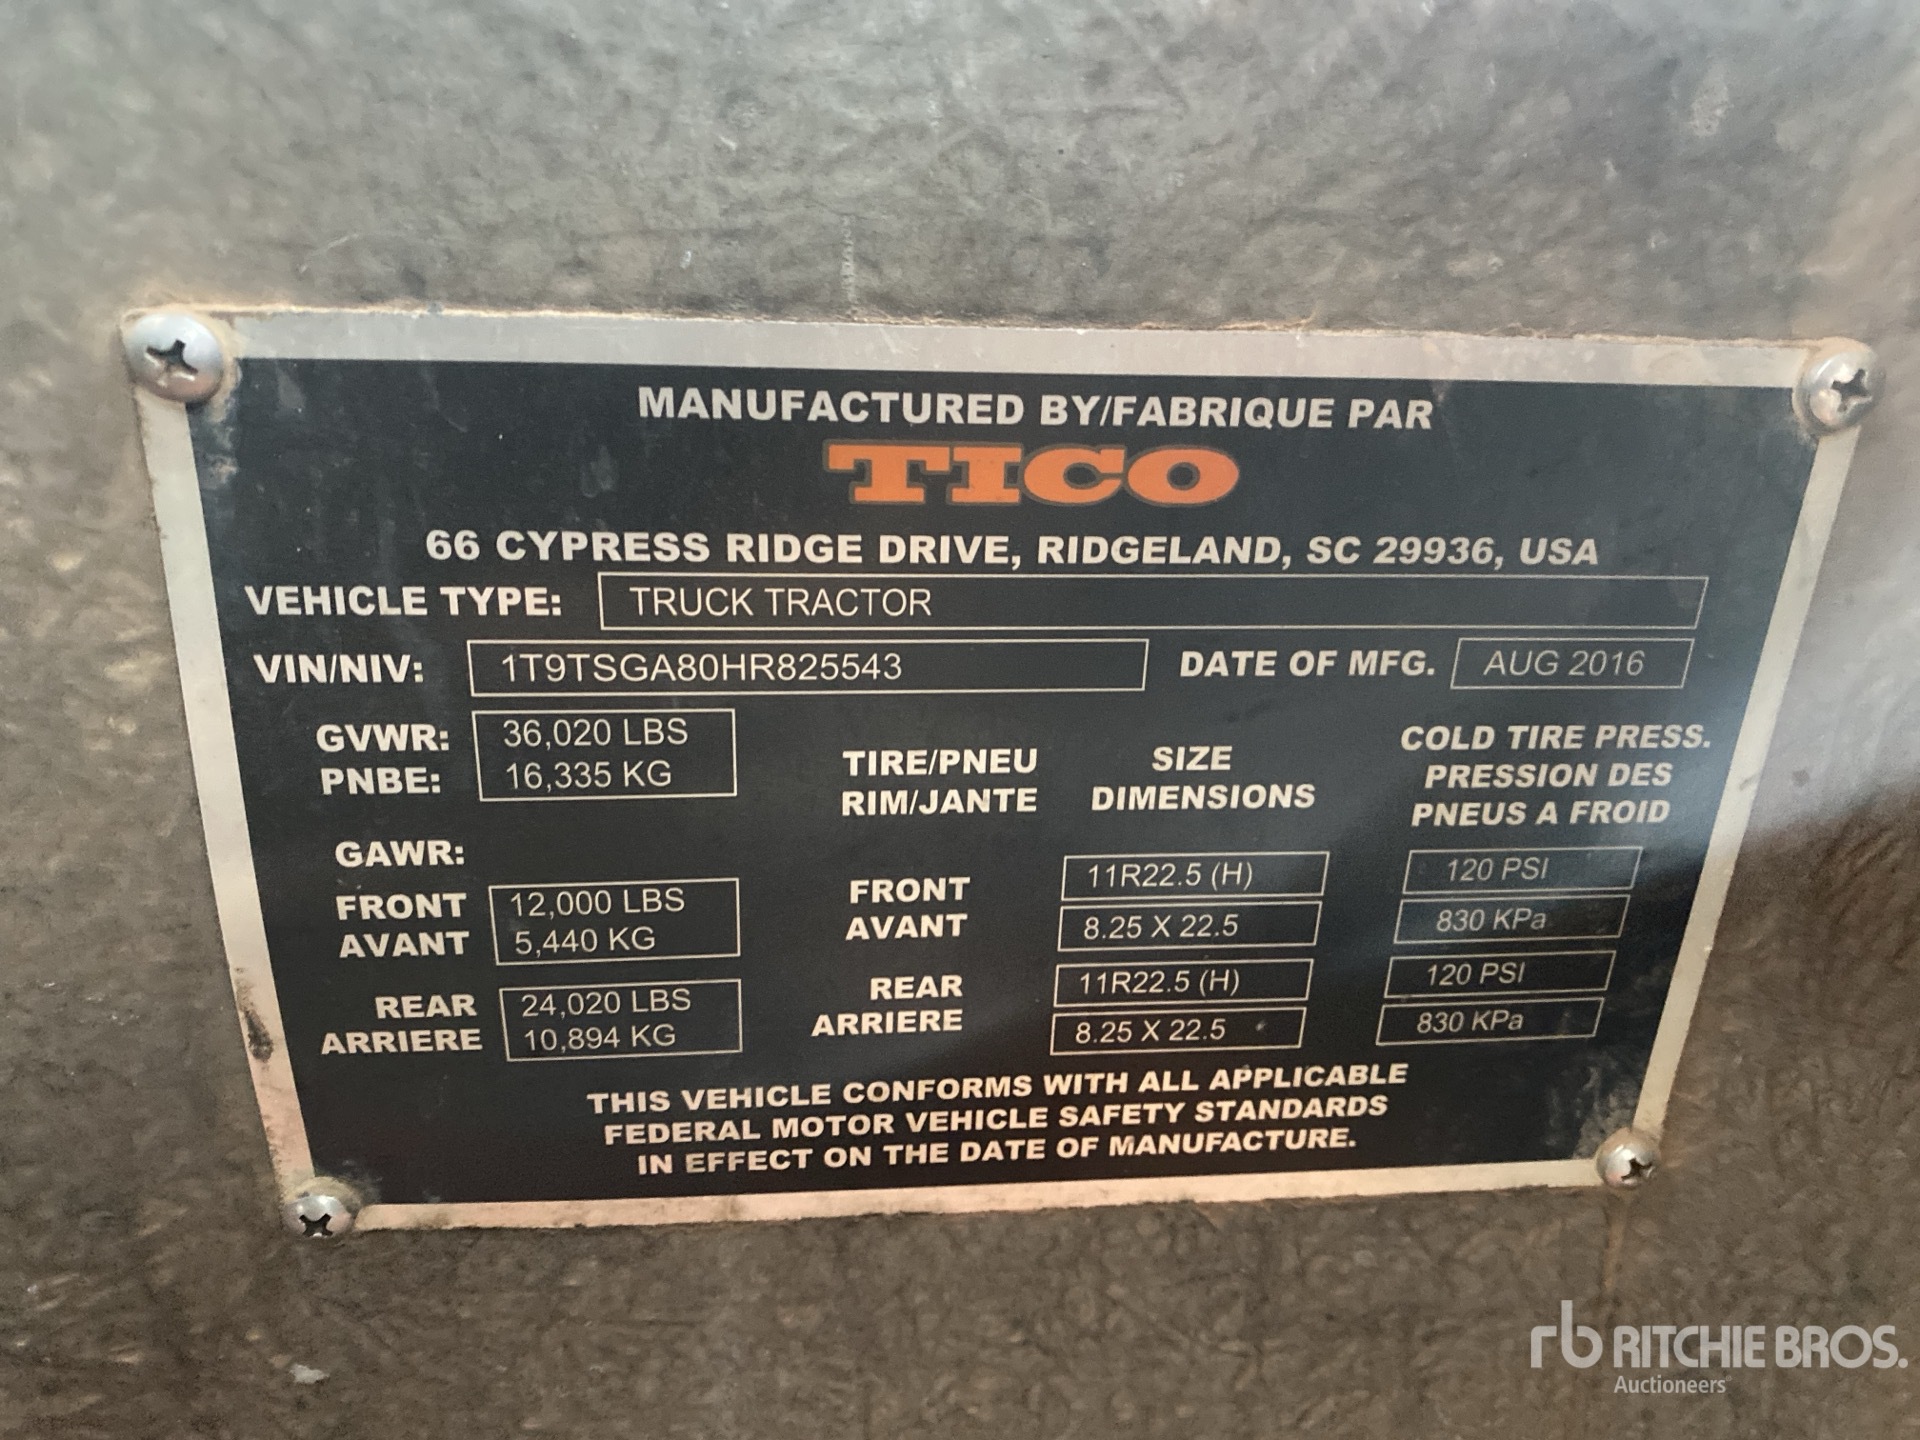 MANUFACTURED BY/FABRIQUE PAR
TICO
66 CYPRESS RIDGE DRIVE, RIDGELAND, SC 29936, USA
VEHICLE TYPE: TRUCK TRACTOR
VIN/NIV: 1T9TSGA80HR825543 DATE OF MFG. AUG 2016
GVWR: 36,020 LBS
PNBE: 16,335 KG
TIRE/PNEU SIZE COLD TIRE PRESS.
RIM/JANTE DIMENSIONS PRESSION DES
PNEUS A FROID
GAWR:
FRONT 12,000 LBS
AVANT 5,440 KG
FRONT 11R22.5 (H) 120 PSI
AVANT 8.25 X 22.5 830 KPa
REAR 24,020 LBS
ARRIERE 10,894 KG
REAR 11R22.5 (H) 120 PSI
ARRIERE 8.25 X 22.5 830 KPa
THIS VEHICLE CONFORMS WITH ALL APPLICABLE
FEDERAL MOTOR VEHICLE SAFETY STANDARDS
IN EFFECT ON THE DATE OF MANUFACTURE.
rb RITCHIE BROS.
Auctioneers